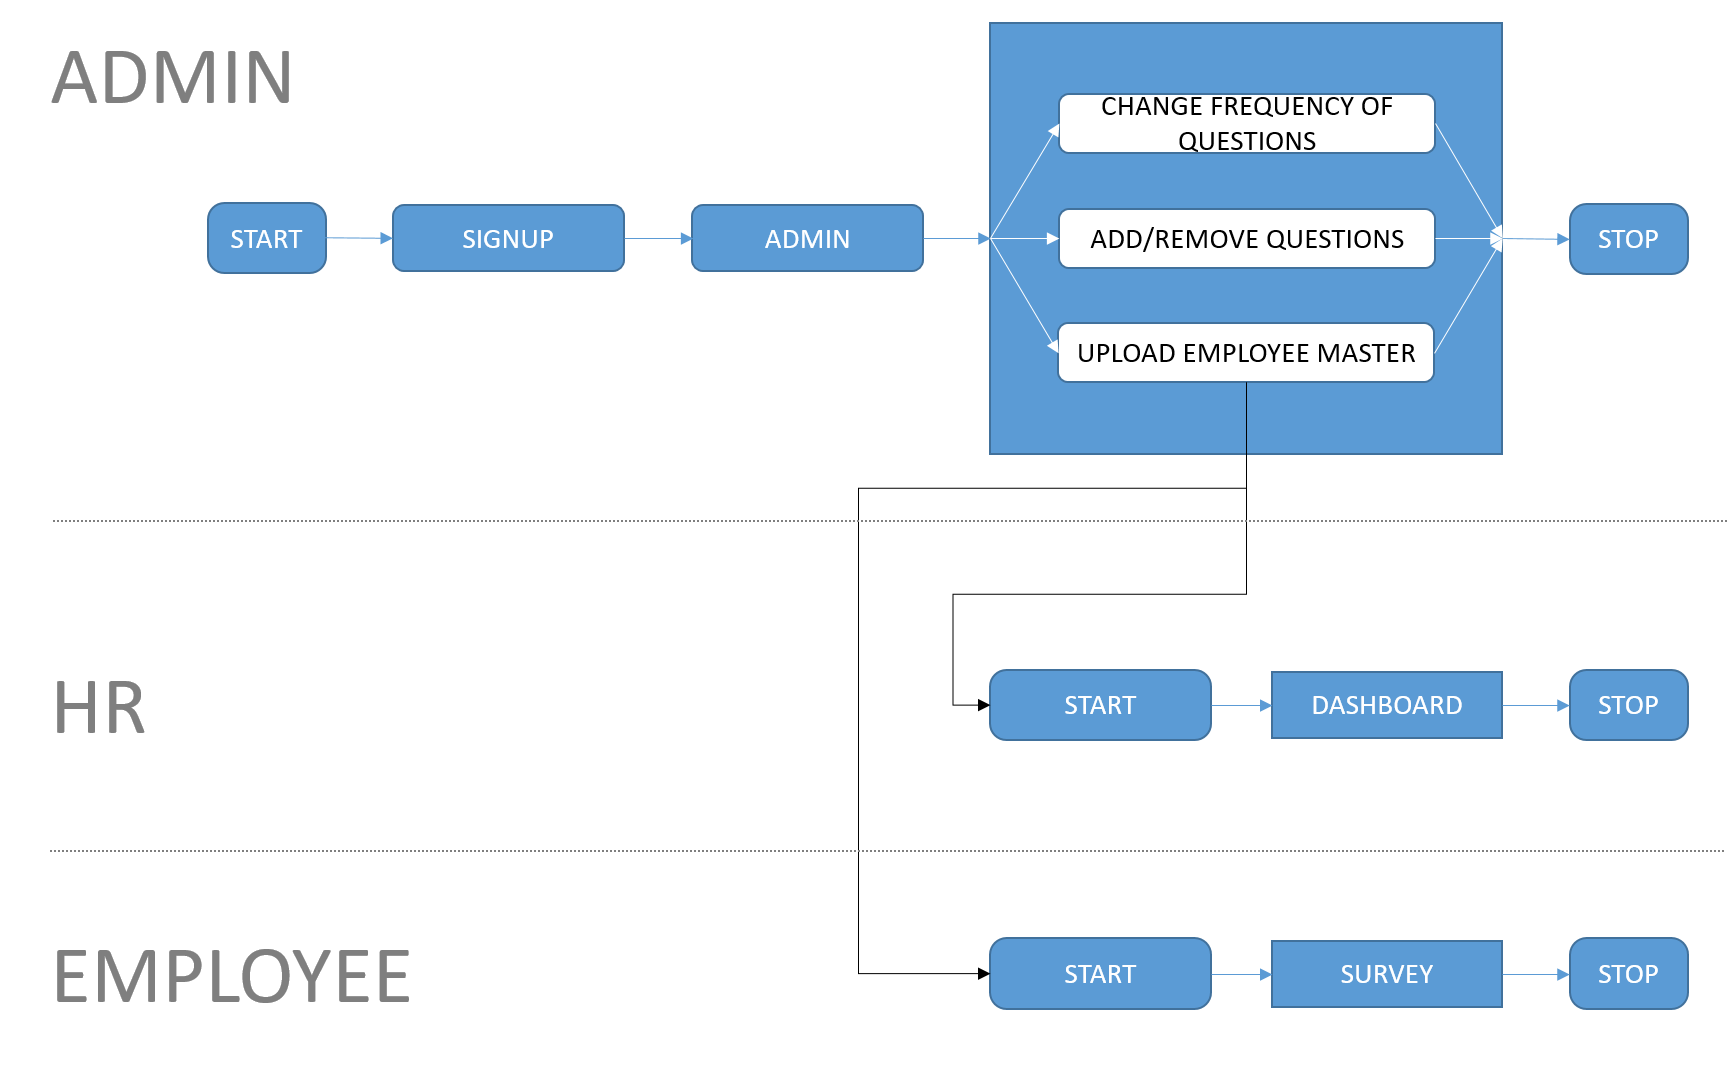 ADMIN
CHANGE FREQUENCY OF
QUESTIONS
START
SIGNUP
ADMIN
ADD/REMOVE QUESTIONS
STOP
UPLOAD EMPLOYEE MASTER
HR
START
DASHBOARD
STOP
EMPLOYEE
START
SURVEY
STOP